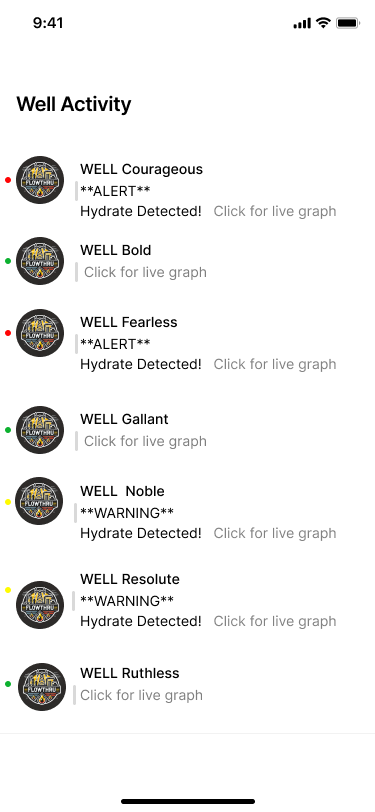 9:41
Well Activity
WELL Courageous
**ALERT**
Hydrate Detected! Click for live graph
FLOWTHRU
WELL Bold
Click for live graph
FLOWTHRU
WELL Fearless
**ALERT**
Hydrate Detected! Click for live graph
FLOWTHRU
WELL Gallant
Click for live graph
FLOWTHRU
WELL  Noble
**WARNING**
Hydrate Detected! Click for live graph
FLOWTHRU
WELL Resolute
**WARNING**
Hydrate Detected! Click for live graph
FLOWTHRU
WELL Ruthless
Click for live graph
FLOWTHRU